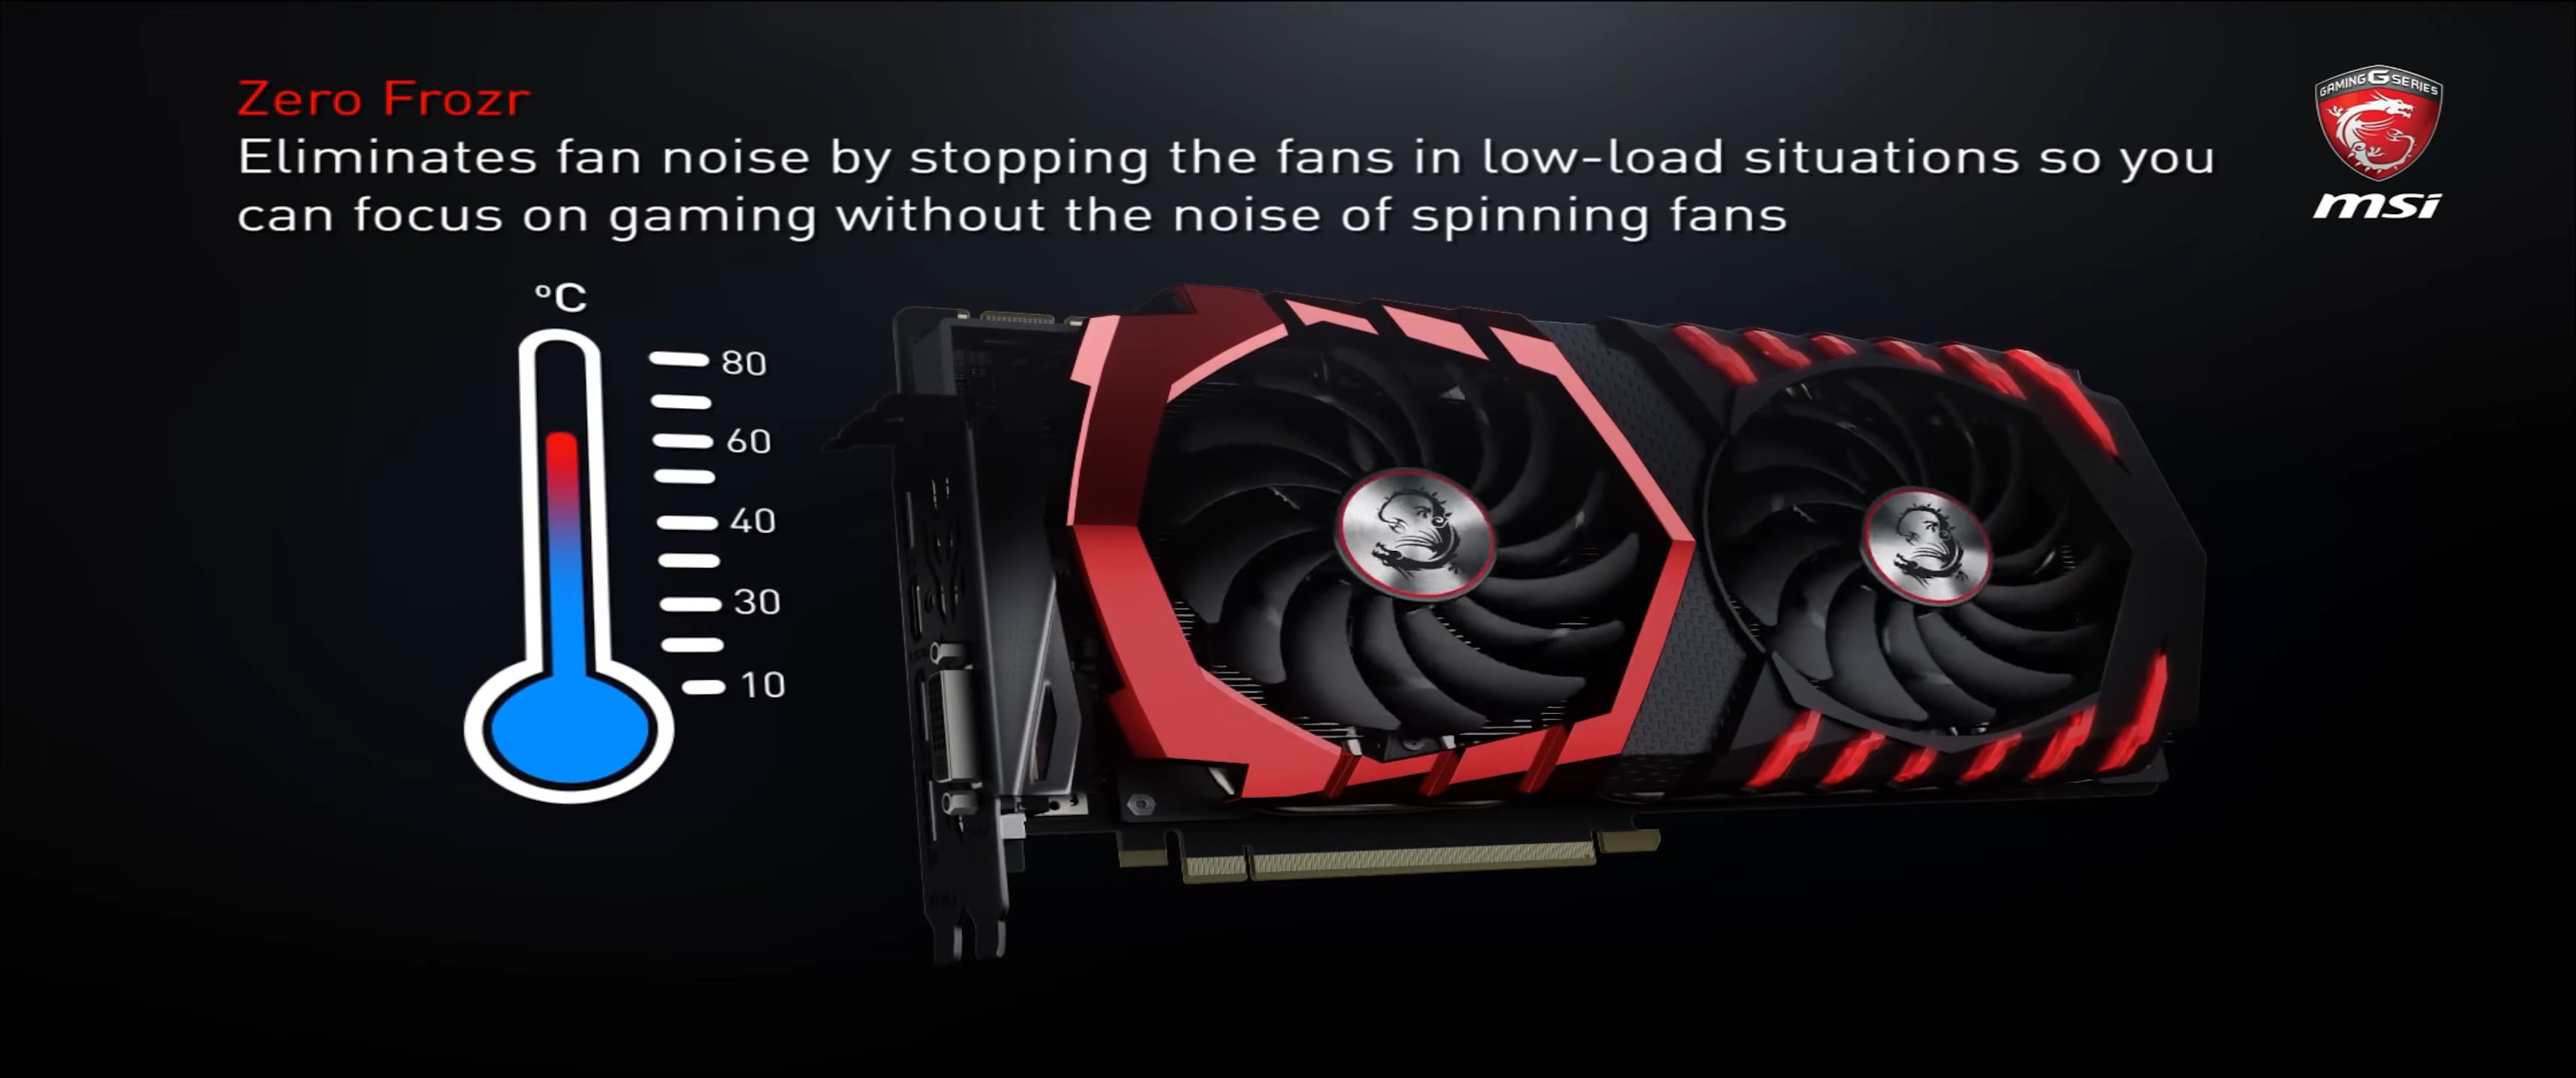 Zero Frozr
Eliminates fan noise by stopping the fans in low-load situations so you
can focus on gaming without the noise of spinning fans
GAMING G SERIES
msi
°C
80
60
40
30
10